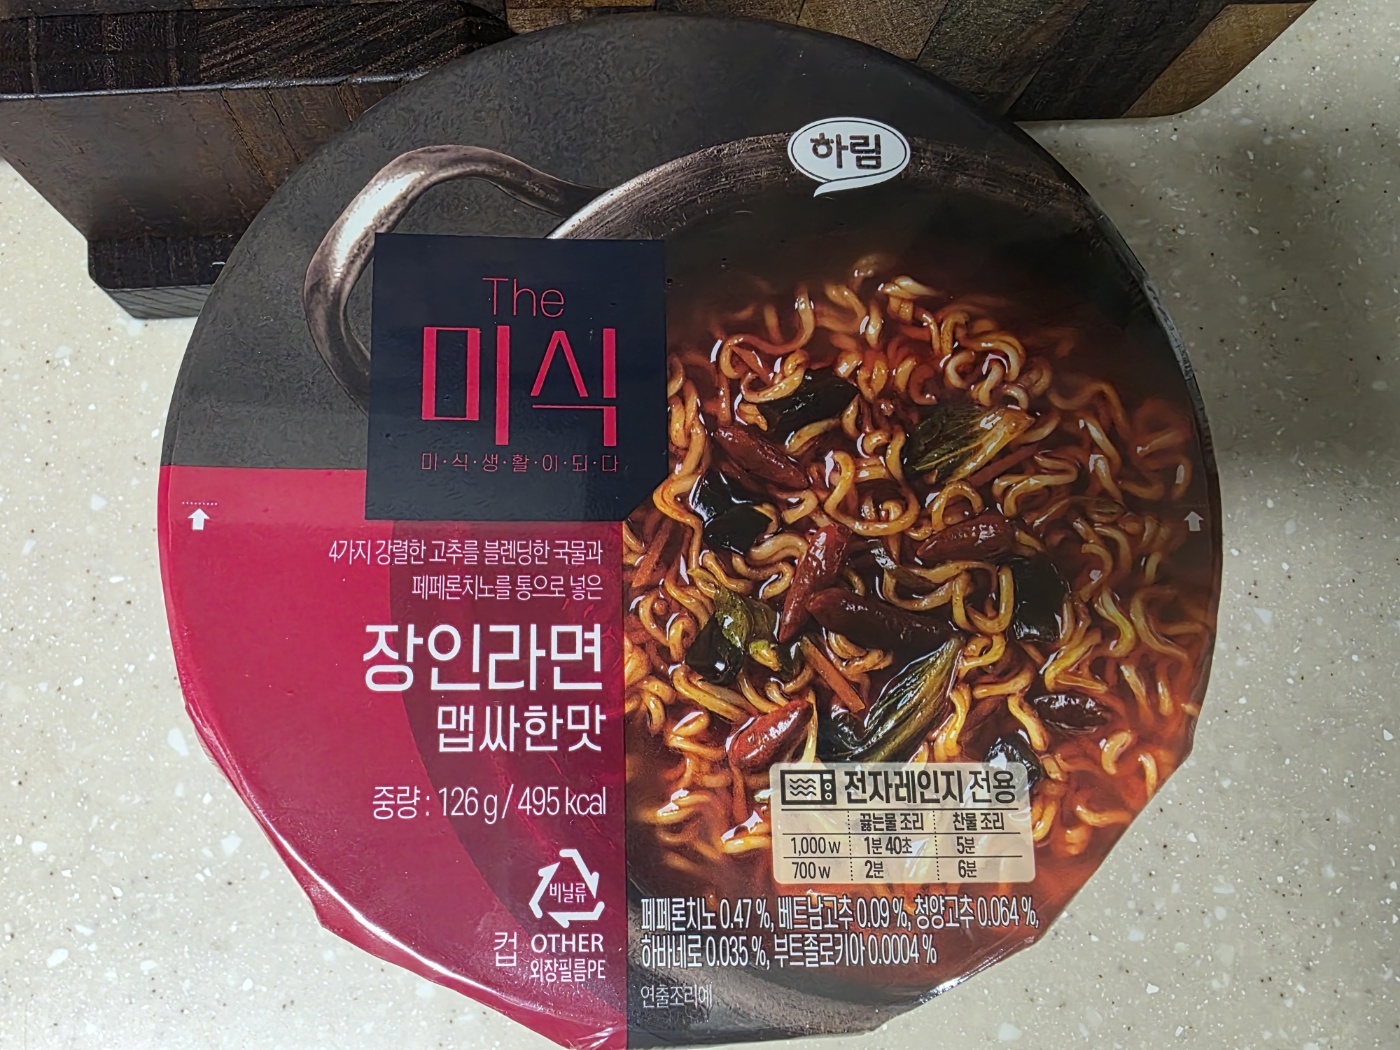 하림
The
미식
미·식·생·활·이·되·다
4가지 강렬한 고추를 블렌딩한 국물과
페페론치노를 통으로 넣은
장인라면
맵싸한맛
중량 : 126 g / 495 kcal
비닐류
컵 OTHER
외장필름PE
전자레인지 전용
끓는물 조리 찬물 조리
1,000 w 1분 40초 5분
700 w 2분 6분
페페론치노 0.47 %, 베트남고추 0.09 %, 청양고추 0.064 %,
하바네로 0.035 %, 부트졸로키아 0.0004 %
연출조리예